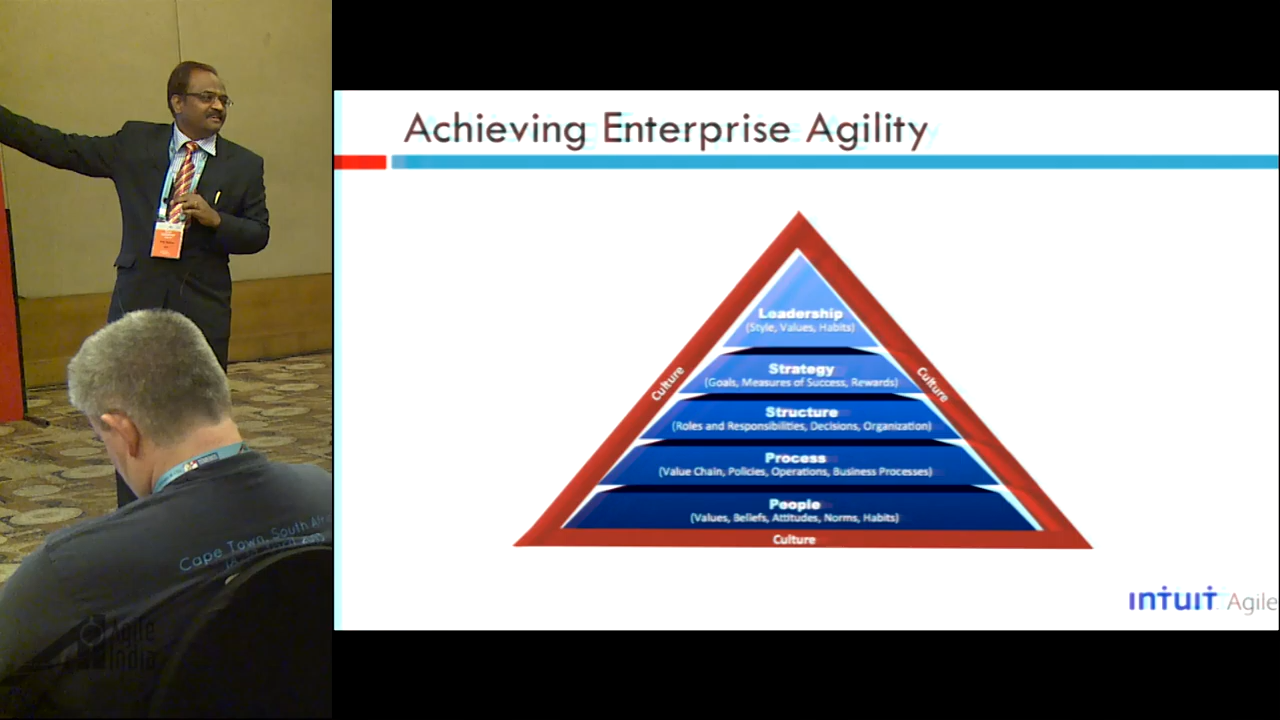 Achieving Enterprise Agility
Leadership
(Style, Values, Habits)
Strategy
(Goals, Measures of Success, Rewards)
Structure
(Roles and Responsibilities, Decisions, Organization)
Process
(Value Chain, Policies, Operations, Business Processes)
People
(Values, Beliefs, Attitudes, Norms, Habits)
Culture
Culture
Culture
INTUIT Agile
Cape Town, South
Agile
India